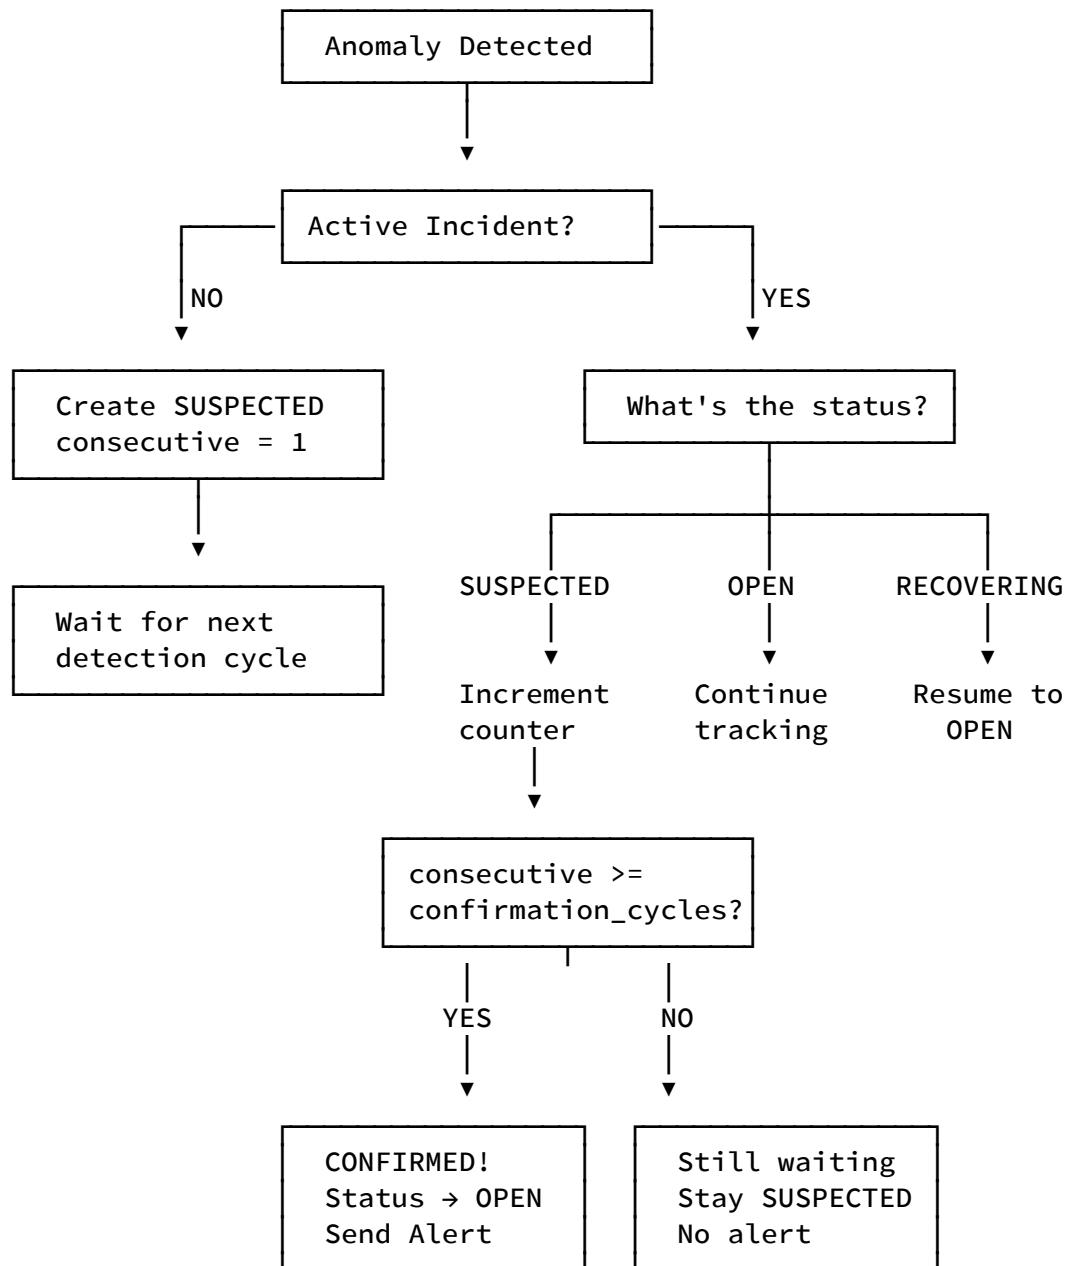 Anomaly Detected
Active Incident?
NO
YES
Create SUSPECTED
consecutive = 1
What's the status?
Wait for next
detection cycle
SUSPECTED
OPEN
RECOVERING
Increment
counter
Continue
tracking
Resume to
OPEN
consecutive >=
confirmation_cycles?
YES
NO
CONFIRMED!
Status → OPEN
Send Alert
Still waiting
Stay SUSPECTED
No alert